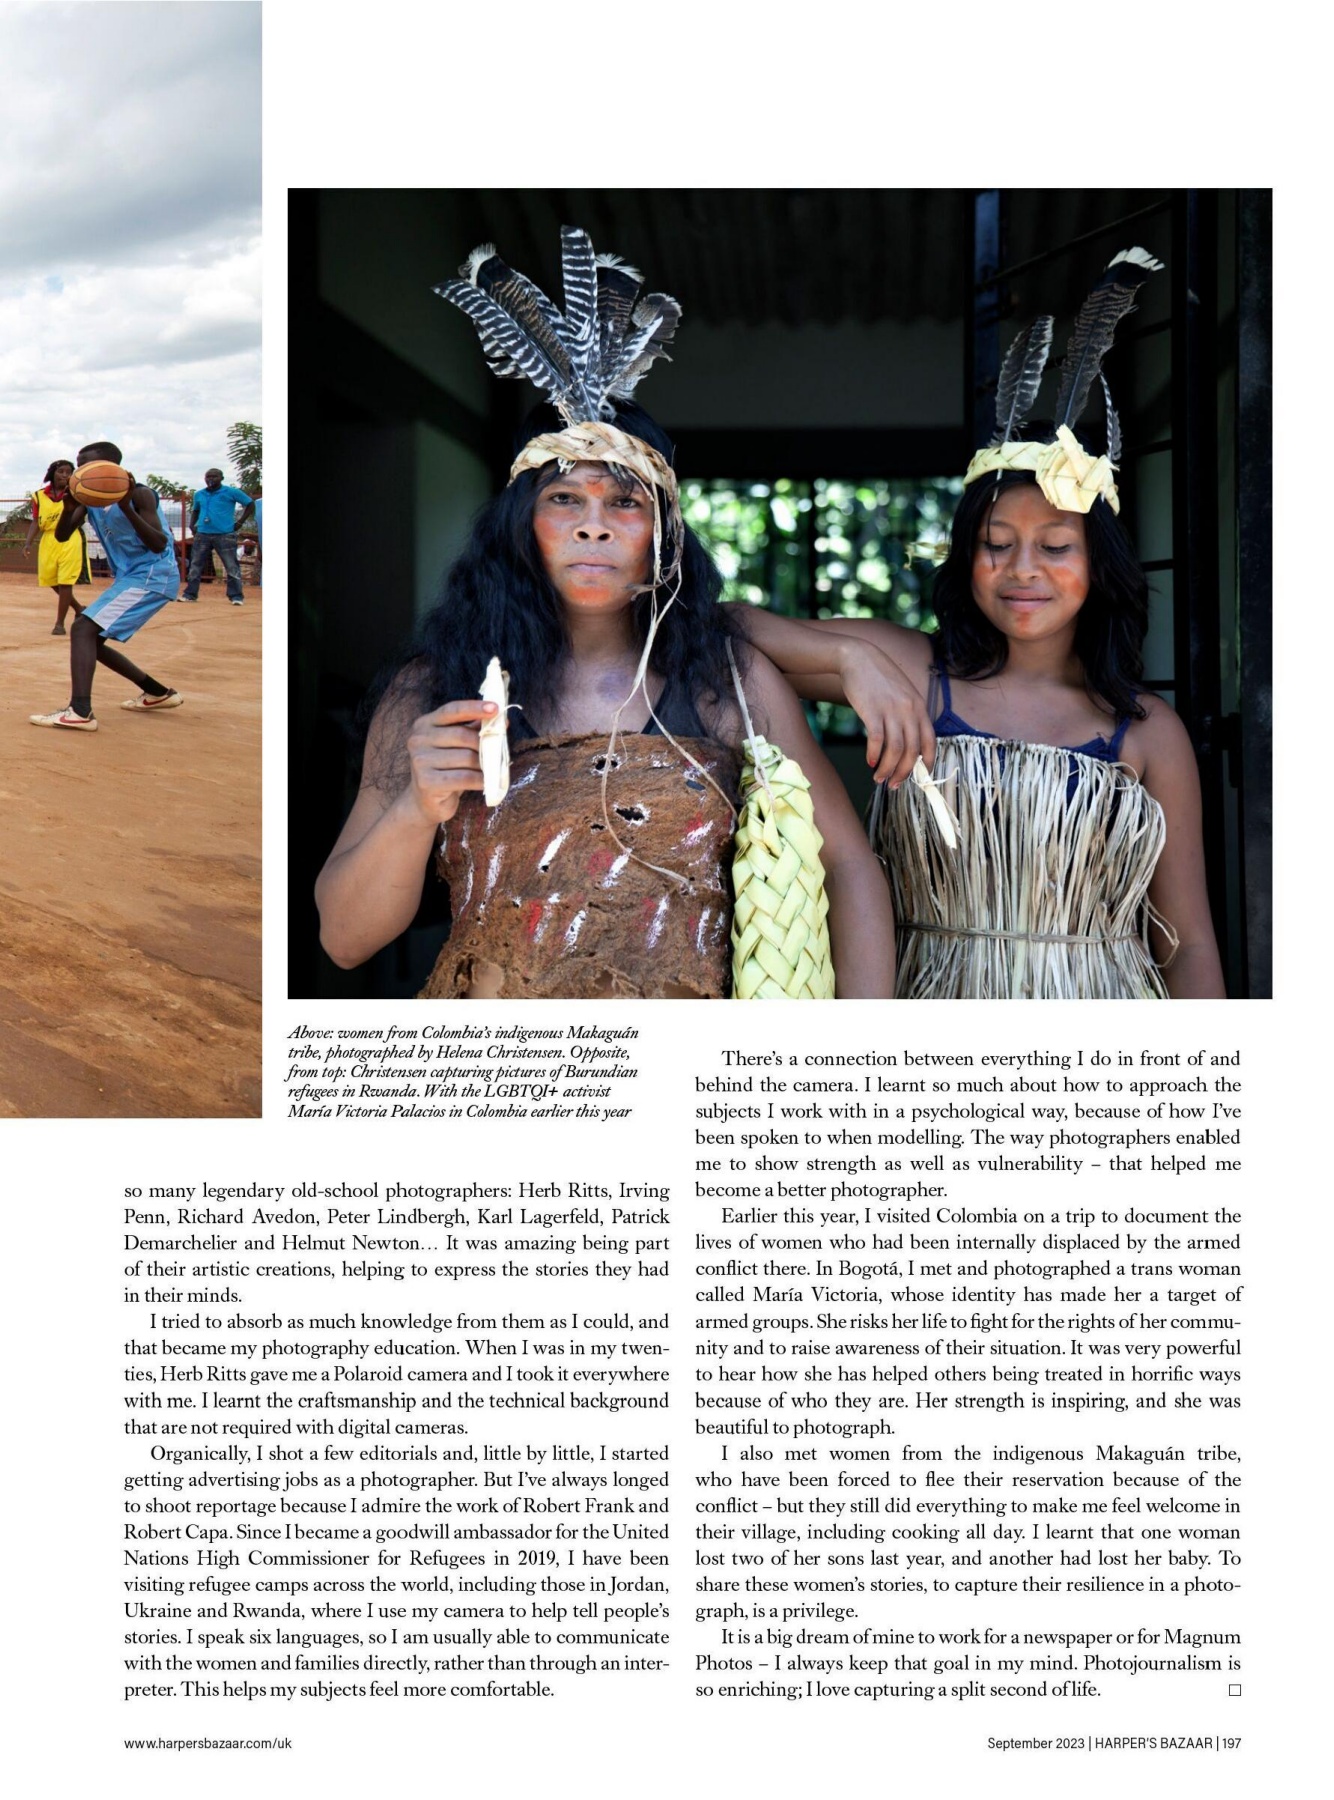 Above: women from Colombia's indigenous Makaguán
tribe, photographed by Helena Christensen. Opposite,
from top: Christensen capturing pictures of Burundian
refugees in Rwanda. With the LGBTQI+ activist
María Victoria Palacios in Colombia earlier this year
so many legendary old-school photographers: Herb Ritts, Irving
Penn, Richard Avedon, Peter Lindbergh, Karl Lagerfeld, Patrick
Demarchelier and Helmut Newton… It was amazing being part
of their artistic creations, helping to express the stories they had
in their minds.
I tried to absorb as much knowledge from them as I could, and
that became my photography education. When I was in my twen-
ties, Herb Ritts gave me a Polaroid camera and I took it everywhere
with me. I learnt the craftsmanship and the technical background
that are not required with digital cameras.
Organically, I shot a few editorials and, little by little, I started
getting advertising jobs as a photographer. But I've always longed
to shoot reportage because I admire the work of Robert Frank and
Robert Capa. Since I became a goodwill ambassador for the United
Nations High Commissioner for Refugees in 2019, I have been
visiting refugee camps across the world, including those in Jordan,
Ukraine and Rwanda, where I use my camera to help tell people's
stories. I speak six languages, so I am usually able to communicate
with the women and families directly, rather than through an inter-
preter. This helps my subjects feel more comfortable.
There's a connection between everything I do in front of and
behind the camera. I learnt so much about how to approach the
subjects I work with in a psychological way, because of how I've
been spoken to when modelling. The way photographers enabled
me to show strength as well as vulnerability – that helped me
become a better photographer.
Earlier this year, I visited Colombia on a trip to document the
lives of women who had been internally displaced by the armed
conflict there. In Bogotá, I met and photographed a trans woman
called María Victoria, whose identity has made her a target of
armed groups. She risks her life to fight for the rights of her commu-
nity and to raise awareness of their situation. It was very powerful
to hear how she has helped others being treated in horrific ways
because of who they are. Her strength is inspiring, and she was
beautiful to photograph.
I also met women from the indigenous Makaguán tribe,
who have been forced to flee their reservation because of the
conflict – but they still did everything to make me feel welcome in
their village, including cooking all day. I learnt that one woman
lost two of her sons last year, and another had lost her baby. To
share these women's stories, to capture their resilience in a photo-
graph, is a privilege.
It is a big dream of mine to work for a newspaper or for Magnum
Photos – I always keep that goal in my mind. Photojournalism is
so enriching; I love capturing a split second of life. □
www.harpersbazaar.com/uk
September 2023 | HARPER'S BAZAAR | 197